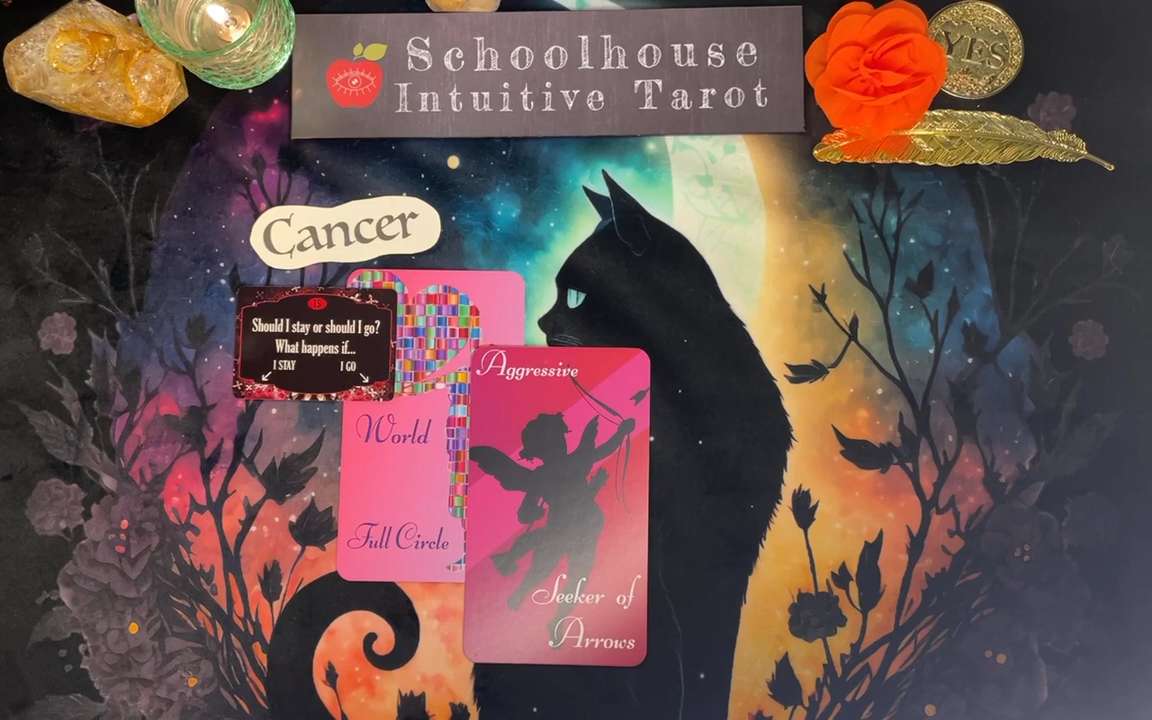 Schoolhouse
Intuitive Tarot
YES
Cancer
15
Should I stay or should I go?
What happens if...
I STAY I GO
World
Full Circle
Aggressive
Seeker of
Arrows